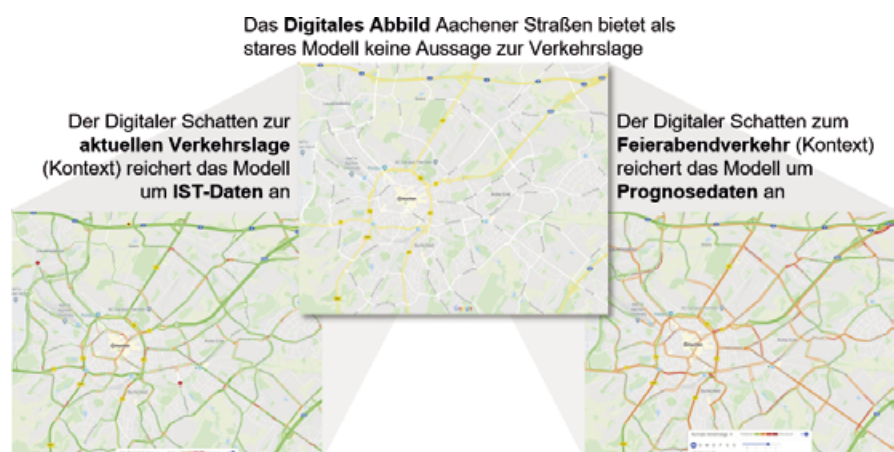 Das Digitales Abbild Aachener Straßen bietet als
stares Modell keine Aussage zur Verkehrslage
Der Digitaler Schatten zur
aktuellen Verkehrslage
(Kontext) reichert das Modell
um IST-Daten an
Der Digitaler Schatten zum
Feierabendverkehr (Kontext)
reichert das Modell um
Prognosedaten an
Google